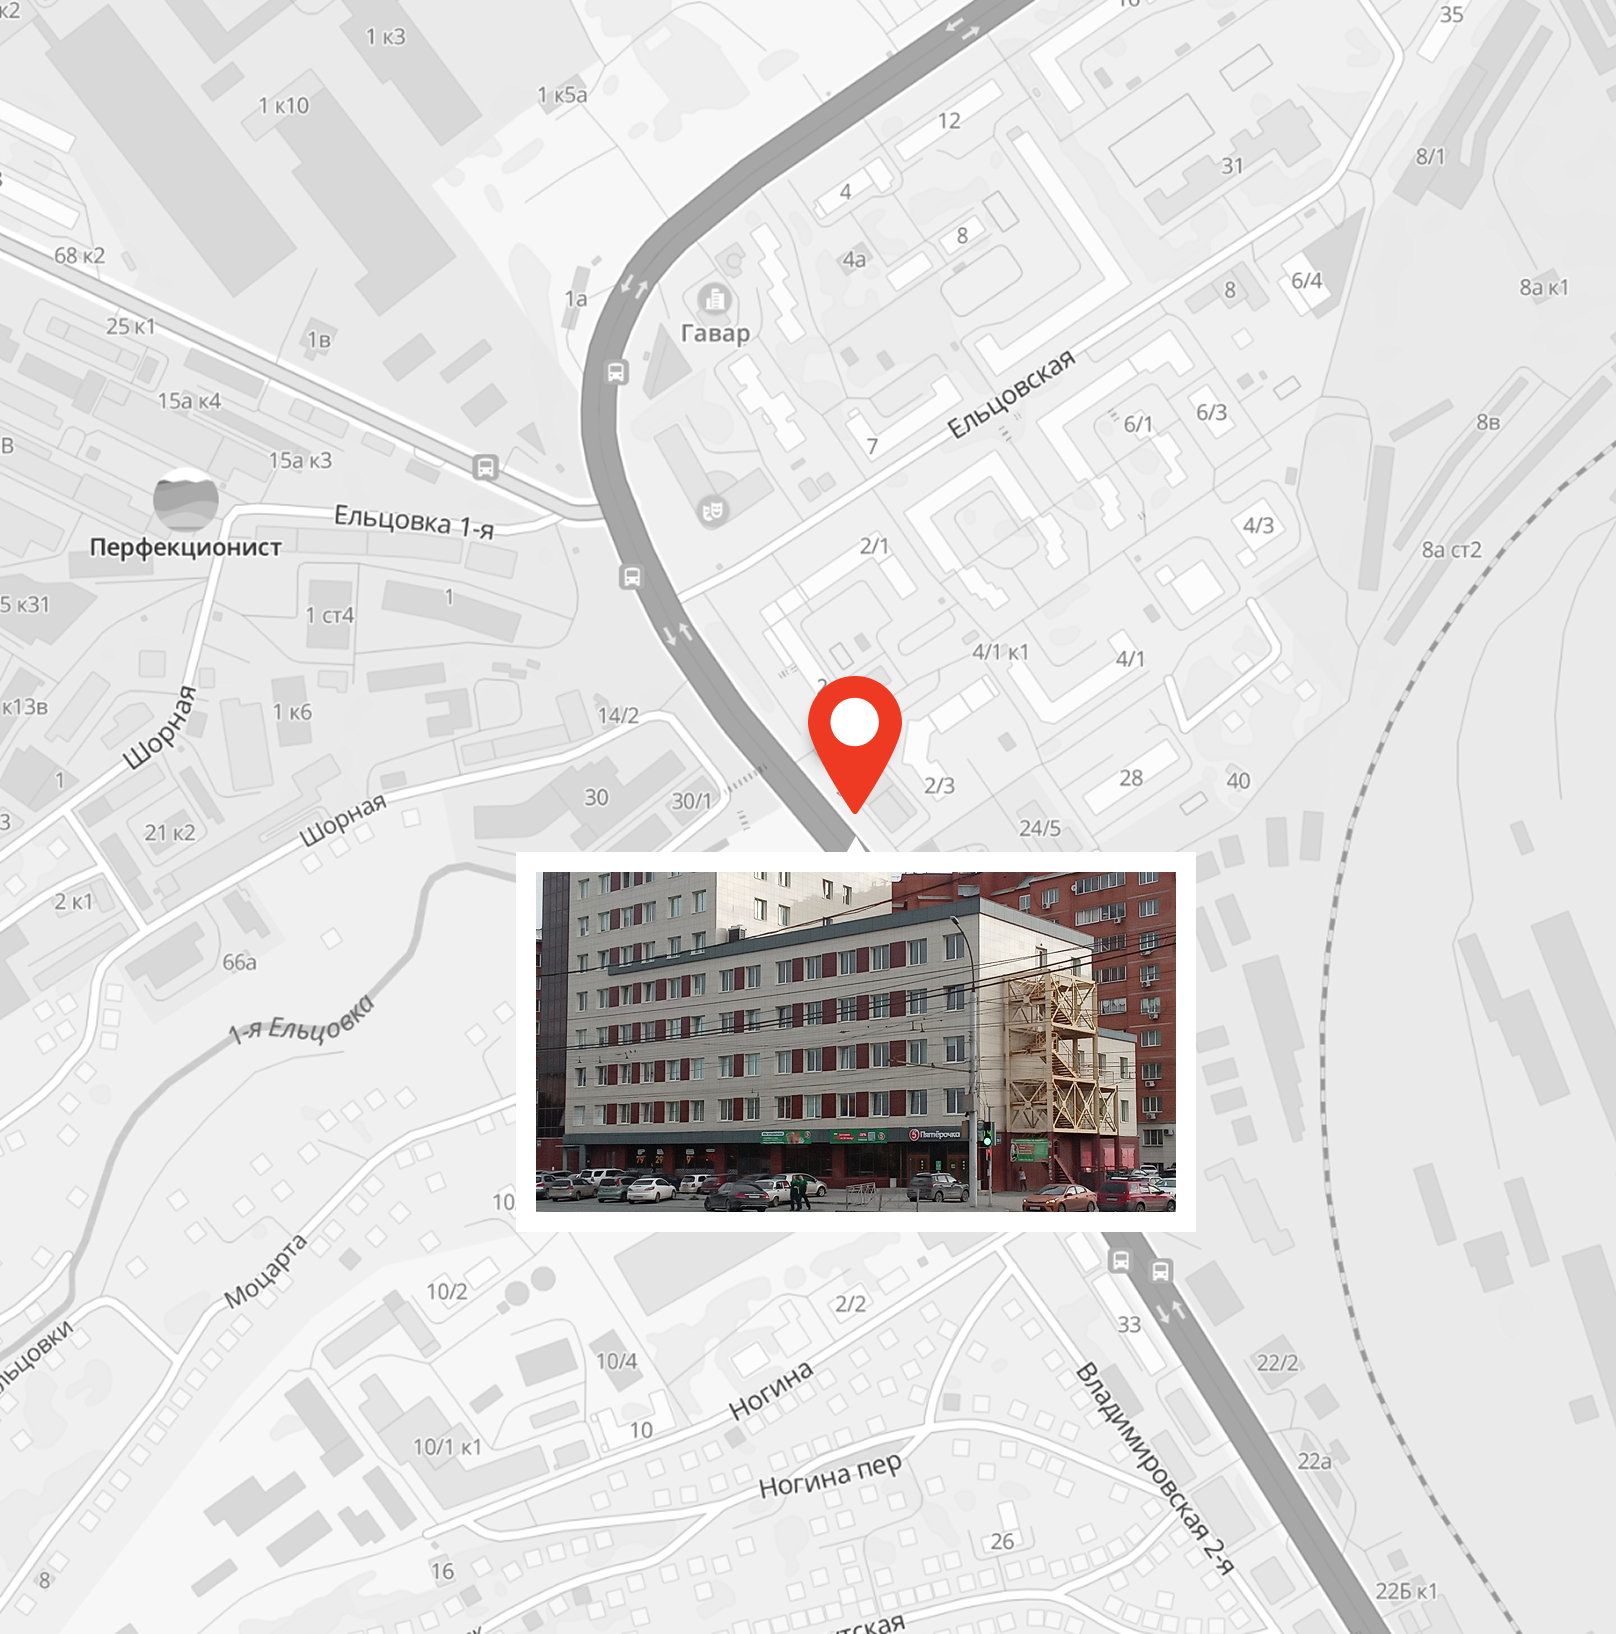 к2
1 к3
16
35
1 к10
1 к5а
12
8/1
31
4
68 к2
8
4а
1а
6/4
8
8а к1
25 к1
1в
Гавар
15а к4
Ельцовская
6/3
6/1
8в
7
В
15а к3
Ельцовка 1-я
4/3
Перфекционист
2/1
8а ст2
5 к31
1 ст4
1
4/1 к1
4/1
к13в
1 к6
14/2
Шорная
2/3
28
40
1
30
30/1
Шорная
24/5
3
21 к2
2 к1
66а
1-я Ельцовка
Пятёрочка
10
Моцарта
10/2
2/2
33
льцовки
10/4
22/2
Ногина
Владимировская 2-я
10
10/1 к1
Ногина пер
22а
26
16
8
22Б к1
тская